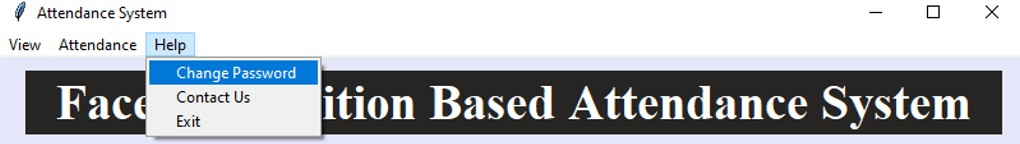 Attendance System
View Attendance Help
Change Password
Contact Us
Exit
Face ition Based Attendance System